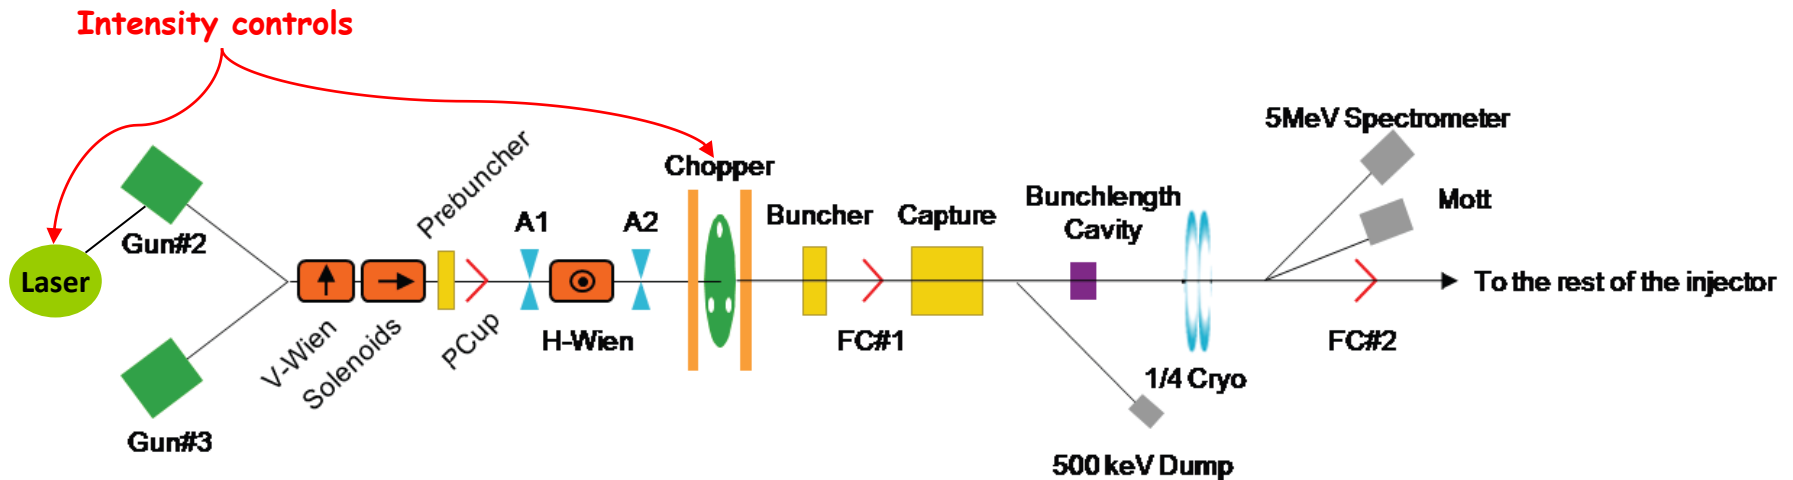 Intensity controls
5MeV Spectrometer
Prebuncher
Chopper
Mott
Bunchlength
Cavity
A1
A2
Buncher
Capture
Gun#2
Laser
To the rest of the injector
V-Wien
Solenoids
PCup
H-Wien
FC#1
FC#2
1/4 Cryo
Gun#3
500 keV Dump